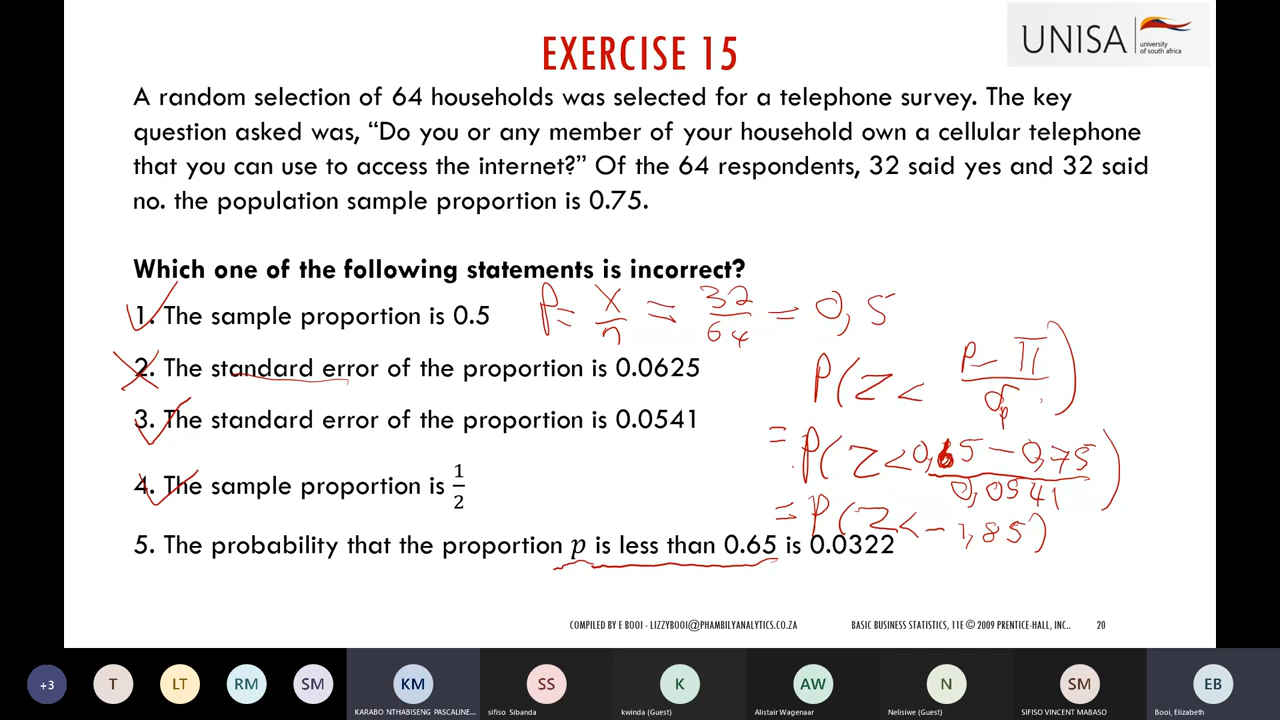 EXERCISE 15
UNISA university of south africa
A random selection of 64 households was selected for a telephone survey. The key
question asked was, “Do you or any member of your household own a cellular telephone
that you can use to access the internet?” Of the 64 respondents, 32 said yes and 32 said
no. the population sample proportion is 0.75.
Which one of the following statements is incorrect?
1. The sample proportion is 0.5
P = X/n = 32/64 = 0,5
2. The standard error of the proportion is 0.0625
P(Z < (P - π)/σp)
3. The standard error of the proportion is 0.0541
= P(Z < (0,65 - 0,75)/0,0541)
4. The sample proportion is 1/2
= P(Z < -1,85)
5. The probability that the proportion p is less than 0.65 is 0.0322
COMPILED BY E BOOI - LIZZYBOOI@PHAMBILYANALYTICS.CO.ZA
BASIC BUSINESS STATISTICS, 11E © 2009 PRENTICE-HALL, INC..
20
+3 T LT RM SM KM SS K AW N SM EB
KARABO NTHABISENG PASCALINE... sifiso Sibanda kwinda (Guest) Alistair Wagenaar Nelisiwe (Guest) SIFISO VINCENT MABASO Booi, Elizabeth